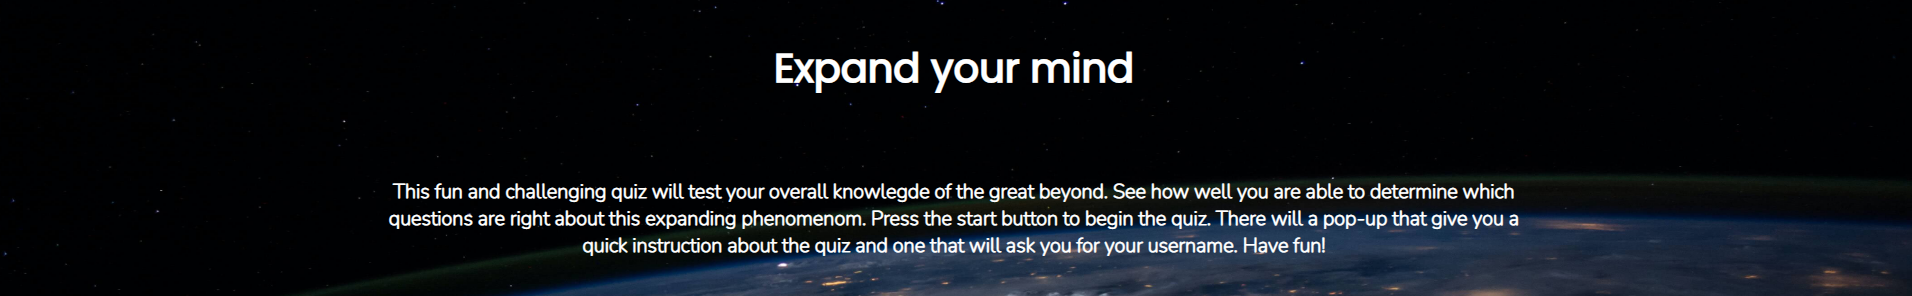 Expand your mind
This fun and challenging quiz will test your overall knowlegde of the great beyond. See how well you are able to determine which
questions are right about this expanding phenomenom. Press the start button to begin the quiz. There will a pop-up that give you a
quick instruction about the quiz and one that will ask you for your username. Have fun!